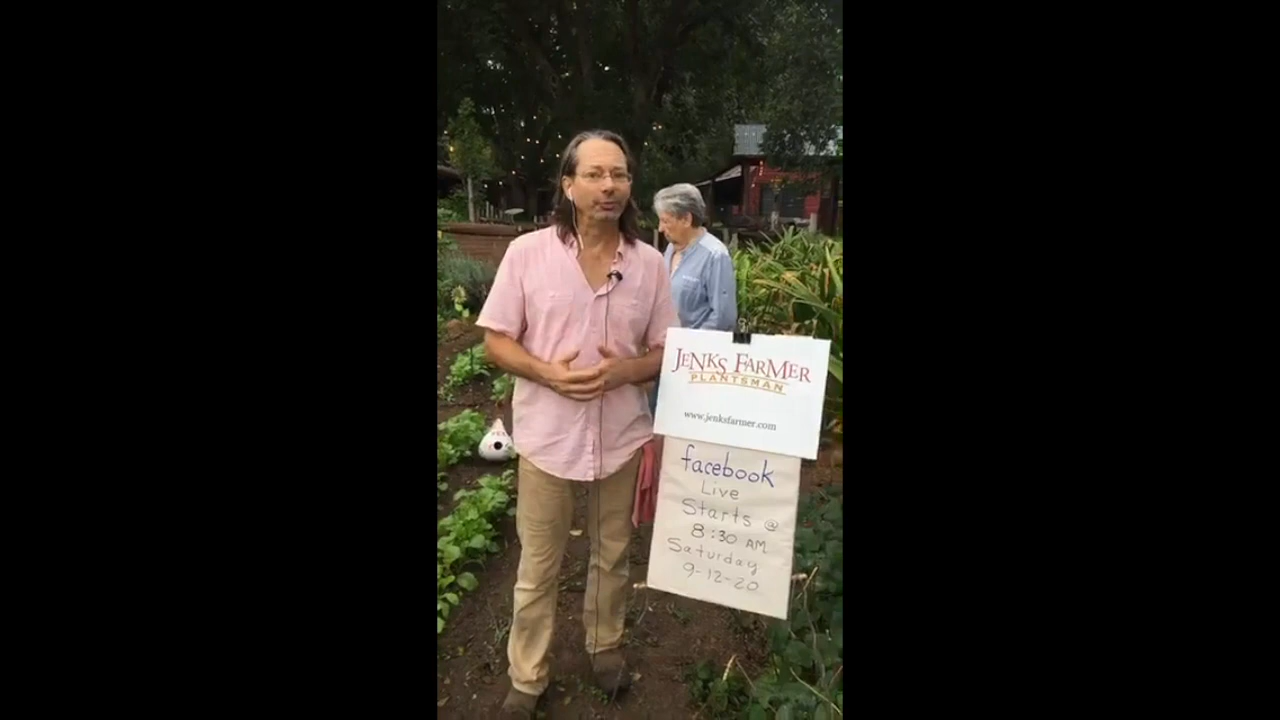 JENKS FARMER
PLANTSMAN
www.jenksfarmer.com
facebook
Live
Starts @
8:30 AM
Saturday
9-12-20